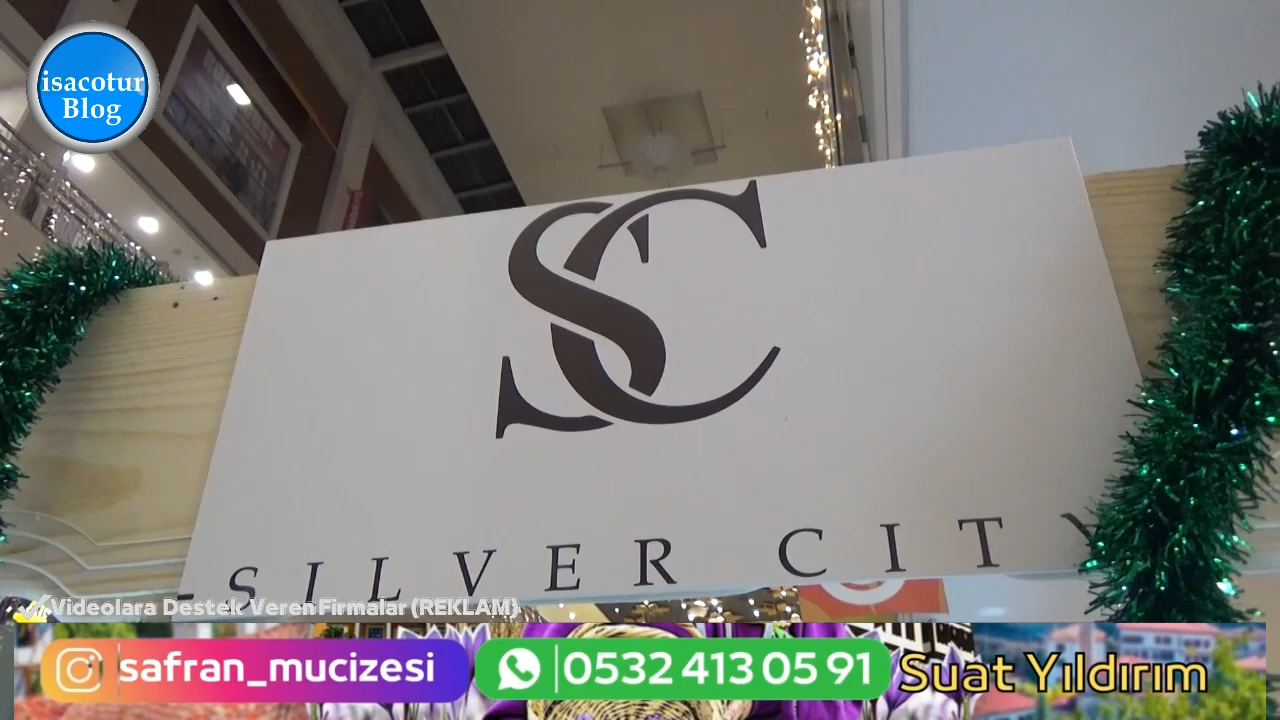 isacotur
Blog
SC
SILVER CITY
Videolara Destek Veren Firmalar (REKLAM)
safran_mucizesi
0532 413 05 91
Suat Yıldırım